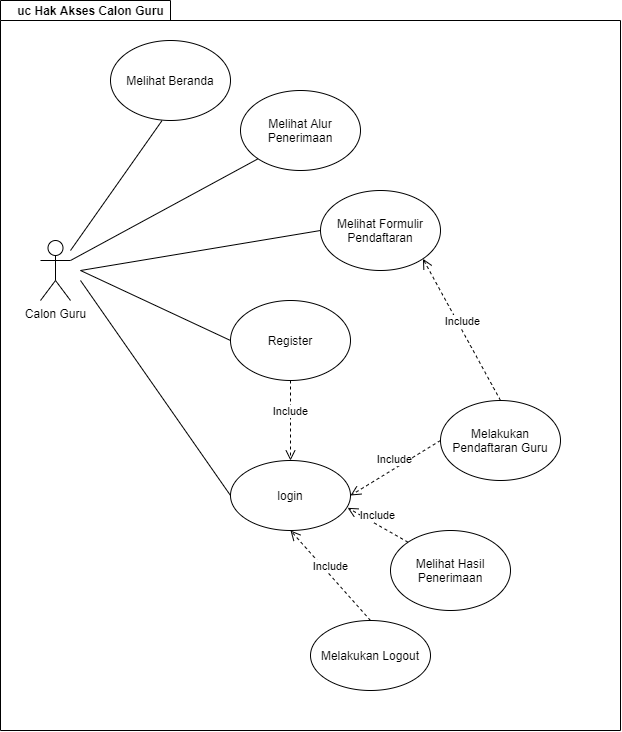 uc Hak Akses Calon Guru
Melihat Beranda
Melihat Alur
Penerimaan
Melihat Formulir
Pendaftaran
Calon Guru
Include
Register
Include
Melakukan
Pendaftaran Guru
Include
login
Include
Melihat Hasil
Penerimaan
Include
Melakukan Logout